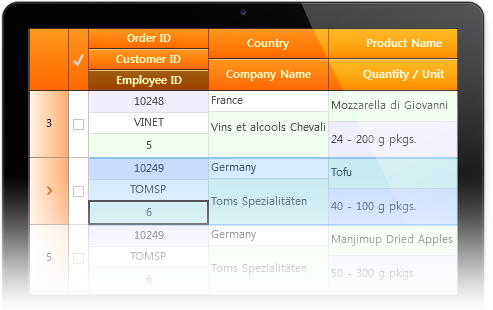 Order ID
Country
Product Name
Customer ID
Employee ID
Company Name
Quantity / Unit
3
10248
VINET
5
France
Vins et alcools Chevali
Mozzarella di Giovanni
24 - 200 g pkgs.
10249
TOMSP
6
Germany
Toms Spezialitäten
Tofu
40 - 100 g pkgs.
5
10249
TOMSP
6
Germany
Toms Spezialitäten
Manjimup Dried Apples
50 - 300 g pkgs.